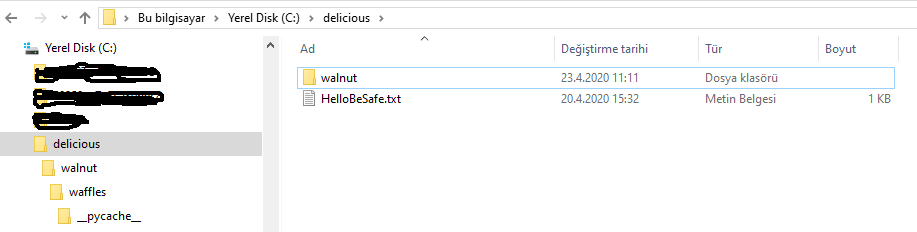 Bu bilgisayar > Yerel Disk (C:) > delicious >
Yerel Disk (C:)
delicious
walnut
waffles
__pycache__
Ad Değiştirme tarihi Tür Boyut
walnut 23.4.2020 11:11 Dosya klasörü
HelloBeSafe.txt 20.4.2020 15:32 Metin Belgesi 1 KB